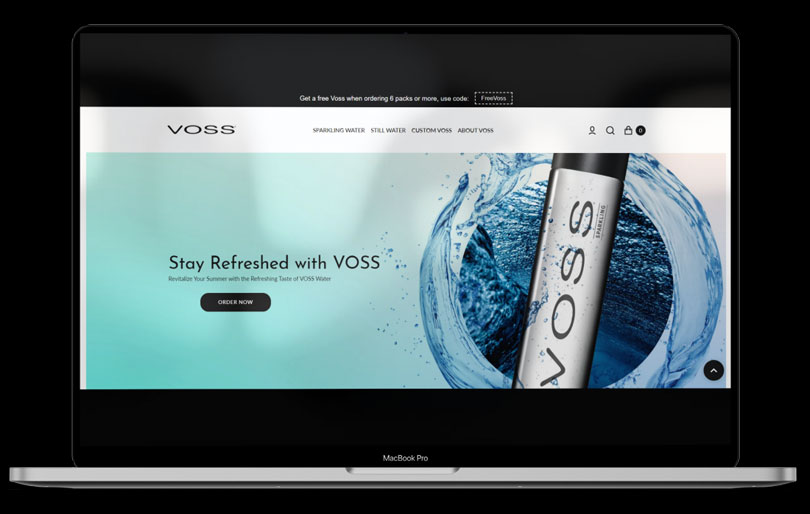 Get a free Voss when ordering 6 packs or more, use code: FreeVoss
VOSS
SPARKLING WATER STILL WATER CUSTOM VOSS ABOUT VOSS
0
Stay Refreshed with VOSS
Revitalize Your Summer with the Refreshing Taste of VOSS Water
ORDER NOW
VOSS
SPARKLING
MacBook Pro